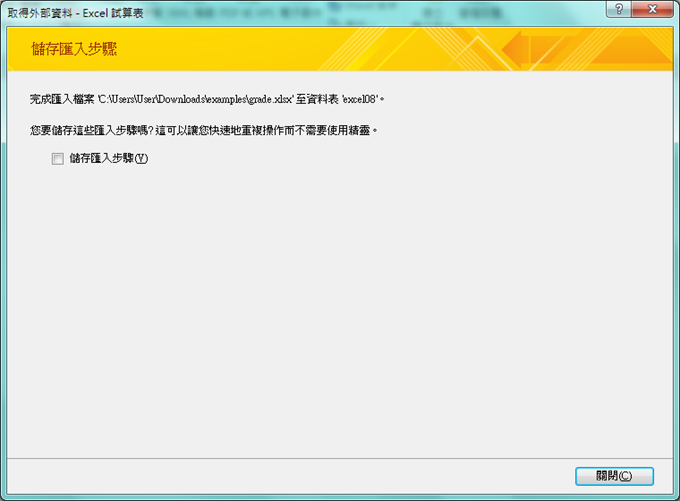 取得外部資料 - Excel 試算表
儲存匯入步驟
完成匯入檔案 'C:\Users\User\Downloads\examples\grade.xlsx' 至資料表 'excel08'。
您要儲存這些匯入步驟嗎? 這可以讓您快速地重複操作而不需要使用精靈。
儲存匯入步驟(V)
關閉(C)